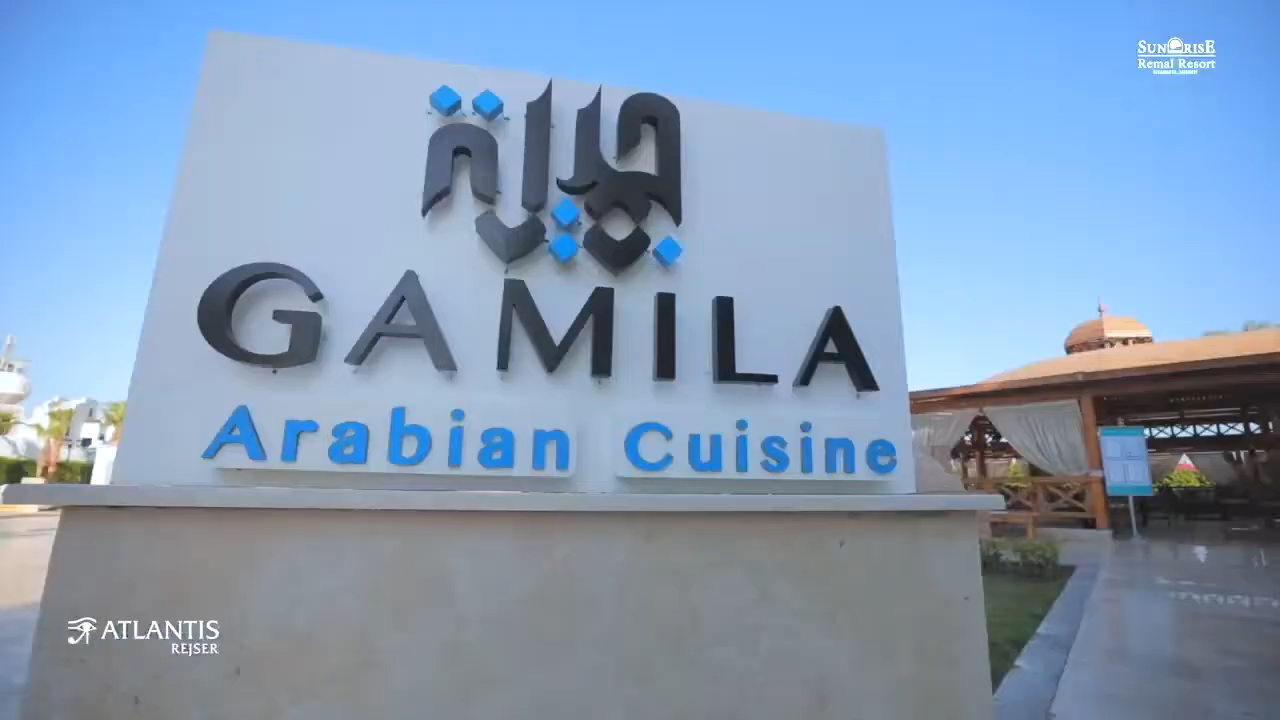 SUNRISE
Remal Resort
جميلة
GAMILA
Arabian Cuisine
ATLANTIS
REJSER